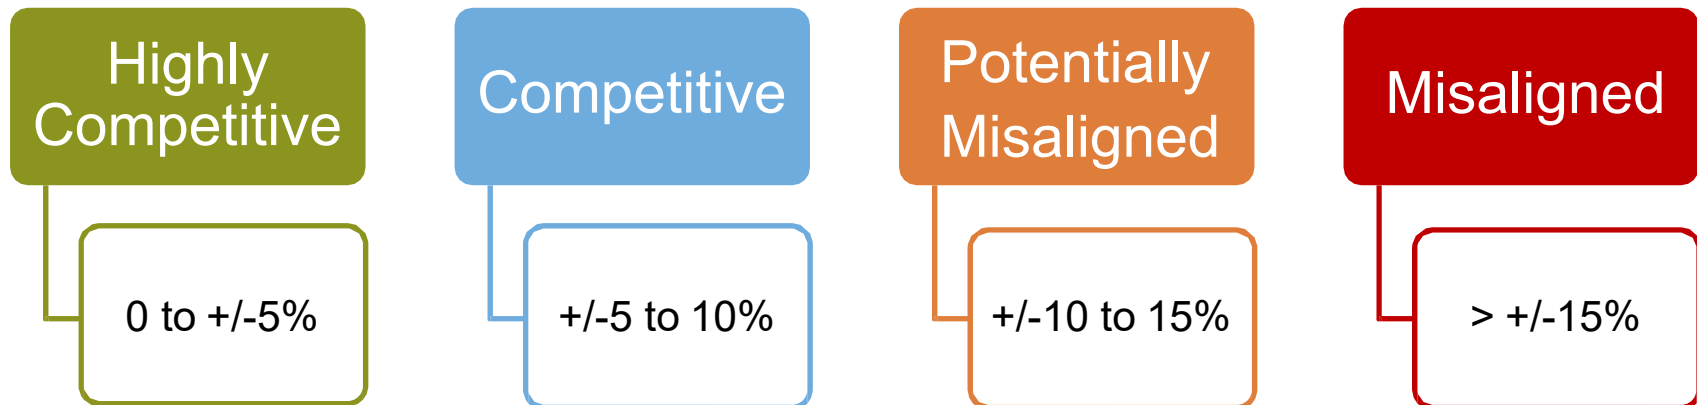 Highly
Competitive
0 to +/-5%
Competitive
+/-5 to 10%
Potentially
Misaligned
+/-10 to 15%
Misaligned
> +/-15%